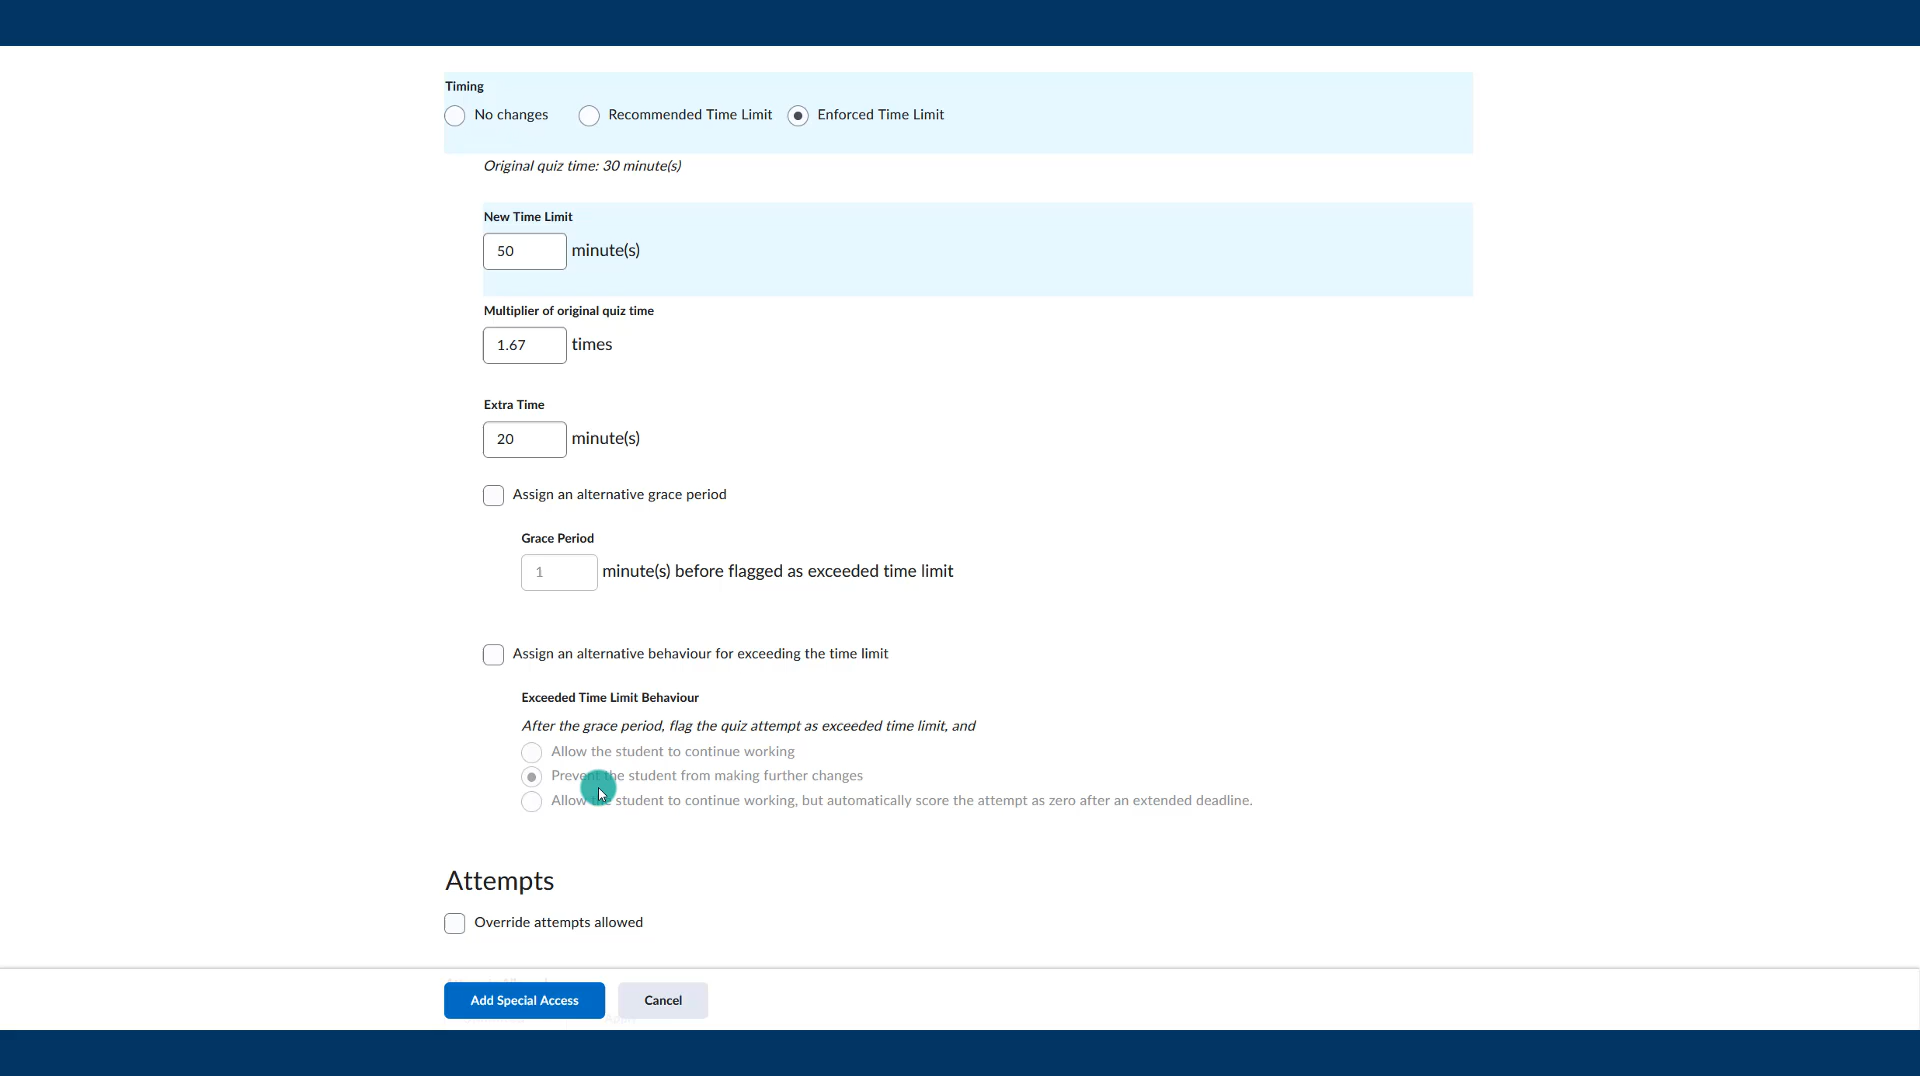 Timing
No changes Recommended Time Limit Enforced Time Limit
Original quiz time: 30 minute(s)
New Time Limit
50 minute(s)
Multiplier of original quiz time
1.67 times
Extra Time
20 minute(s)
Assign an alternative grace period
Grace Period
1 minute(s) before flagged as exceeded time limit
Assign an alternative behaviour for exceeding the time limit
Exceeded Time Limit Behaviour
After the grace period, flag the quiz attempt as exceeded time limit, and
Allow the student to continue working
Prevent the student from making further changes
Allow the student to continue working, but automatically score the attempt as zero after an extended deadline.
Attempts
Override attempts allowed
Add Special Access Cancel